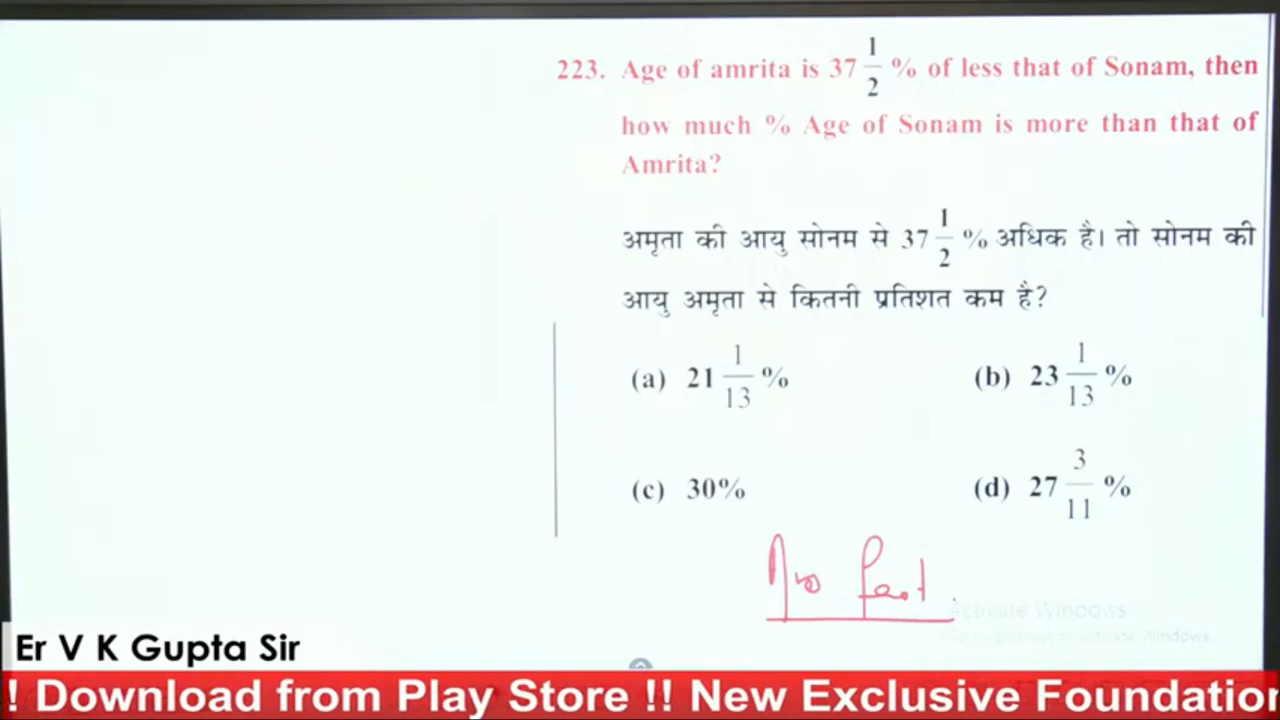 223. Age of amrita is 37 1/2 % of less that of Sonam, then
how much % Age of Sonam is more than that of
Amrita?
अमृता की आयु सोनम से 37 1/2 % अधिक है। तो सोनम की
आयु अमृता से कितनी प्रतिशत कम है?
(a) 21 1/13 % (b) 23 1/13 %
(c) 30% (d) 27 3/11 %
Activate Windows
Er V K Gupta Sir
! Download from Play Store !! New Exclusive Foundation